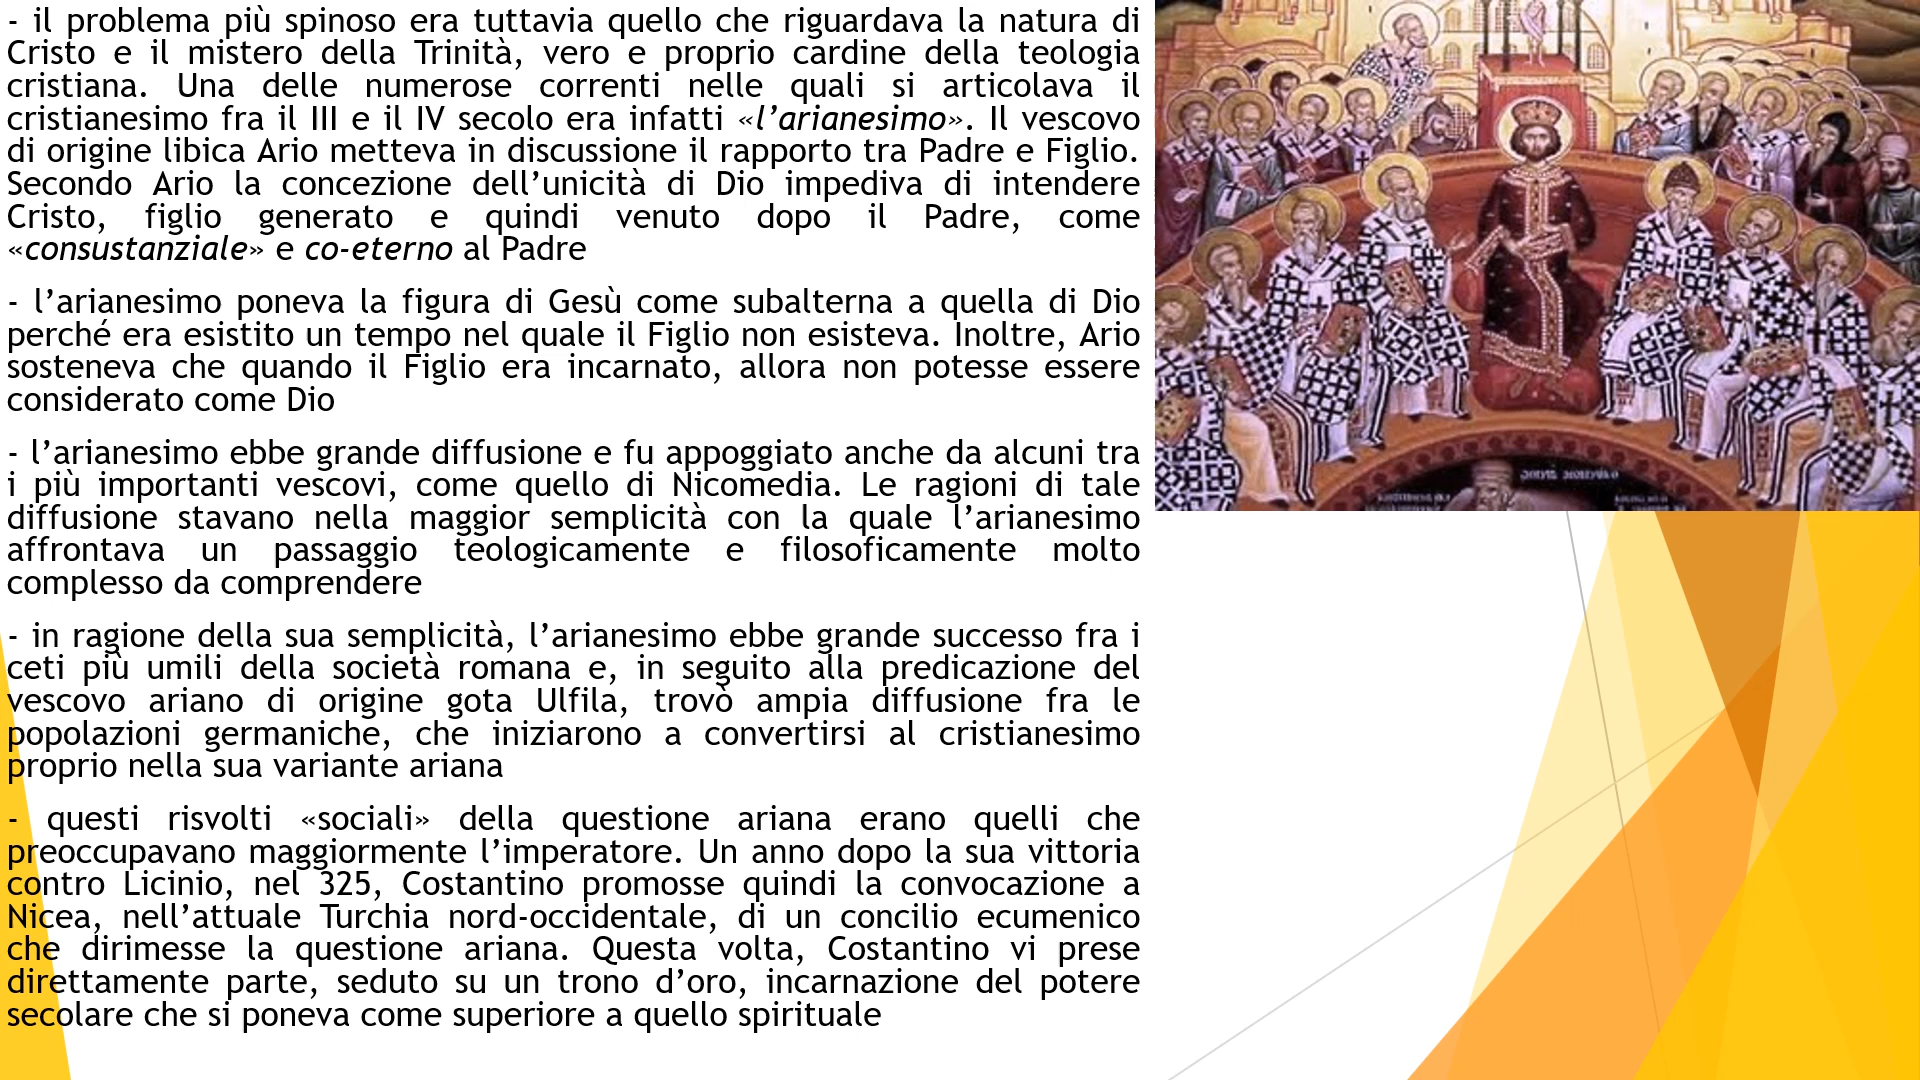 - il problema più spinoso era tuttavia quello che riguardava la natura di
Cristo e il mistero della Trinità, vero e proprio cardine della teologia
cristiana. Una delle numerose correnti nelle quali si articolava il
cristianesimo fra il III e il IV secolo era infatti «l’arianesimo». Il vescovo
di origine libica Ario metteva in discussione il rapporto tra Padre e Figlio.
Secondo Ario la concezione dell’unicità di Dio impediva di intendere
Cristo, figlio generato e quindi venuto dopo il Padre, come
«consustanziale» e co-eterno al Padre
- l’arianesimo poneva la figura di Gesù come subalterna a quella di Dio
perché era esistito un tempo nel quale il Figlio non esisteva. Inoltre, Ario
sosteneva che quando il Figlio era incarnato, allora non potesse essere
considerato come Dio
- l’arianesimo ebbe grande diffusione e fu appoggiato anche da alcuni tra
i più importanti vescovi, come quello di Nicomedia. Le ragioni di tale
diffusione stavano nella maggior semplicità con la quale l’arianesimo
affrontava un passaggio teologicamente e filosoficamente molto
complesso da comprendere
- in ragione della sua semplicità, l’arianesimo ebbe grande successo fra i
ceti più umili della società romana e, in seguito alla predicazione del
vescovo ariano di origine gota Ulfila, trovò ampia diffusione fra le
popolazioni germaniche, che iniziarono a convertirsi al cristianesimo
proprio nella sua variante ariana
- questi risvolti «sociali» della questione ariana erano quelli che
preoccupavano maggiormente l’imperatore. Un anno dopo la sua vittoria
contro Licinio, nel 325, Costantino promosse quindi la convocazione a
Nicea, nell’attuale Turchia nord-occidentale, di un concilio ecumenico
che dirimesse la questione ariana. Questa volta, Costantino vi prese
direttamente parte, seduto su un trono d’oro, incarnazione del potere
secolare che si poneva come superiore a quello spirituale